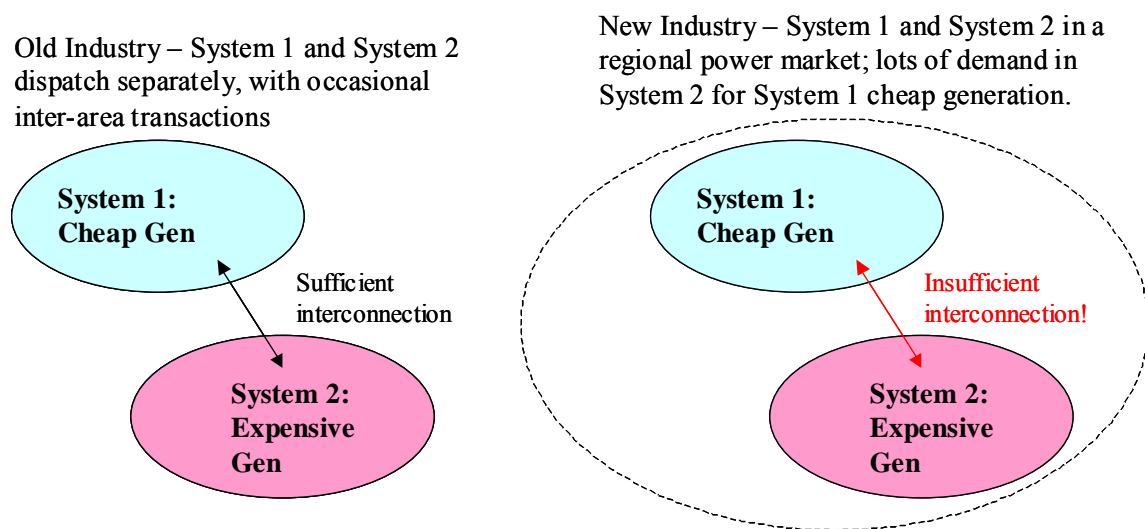 Old Industry – System 1 and System 2
dispatch separately, with occasional
inter-area transactions
System 1:
Cheap Gen
Sufficient
interconnection
System 2:
Expensive
Gen
New Industry – System 1 and System 2 in a
regional power market; lots of demand in
System 2 for System 1 cheap generation.
System 1:
Cheap Gen
Insufficient
interconnection!
System 2:
Expensive
Gen